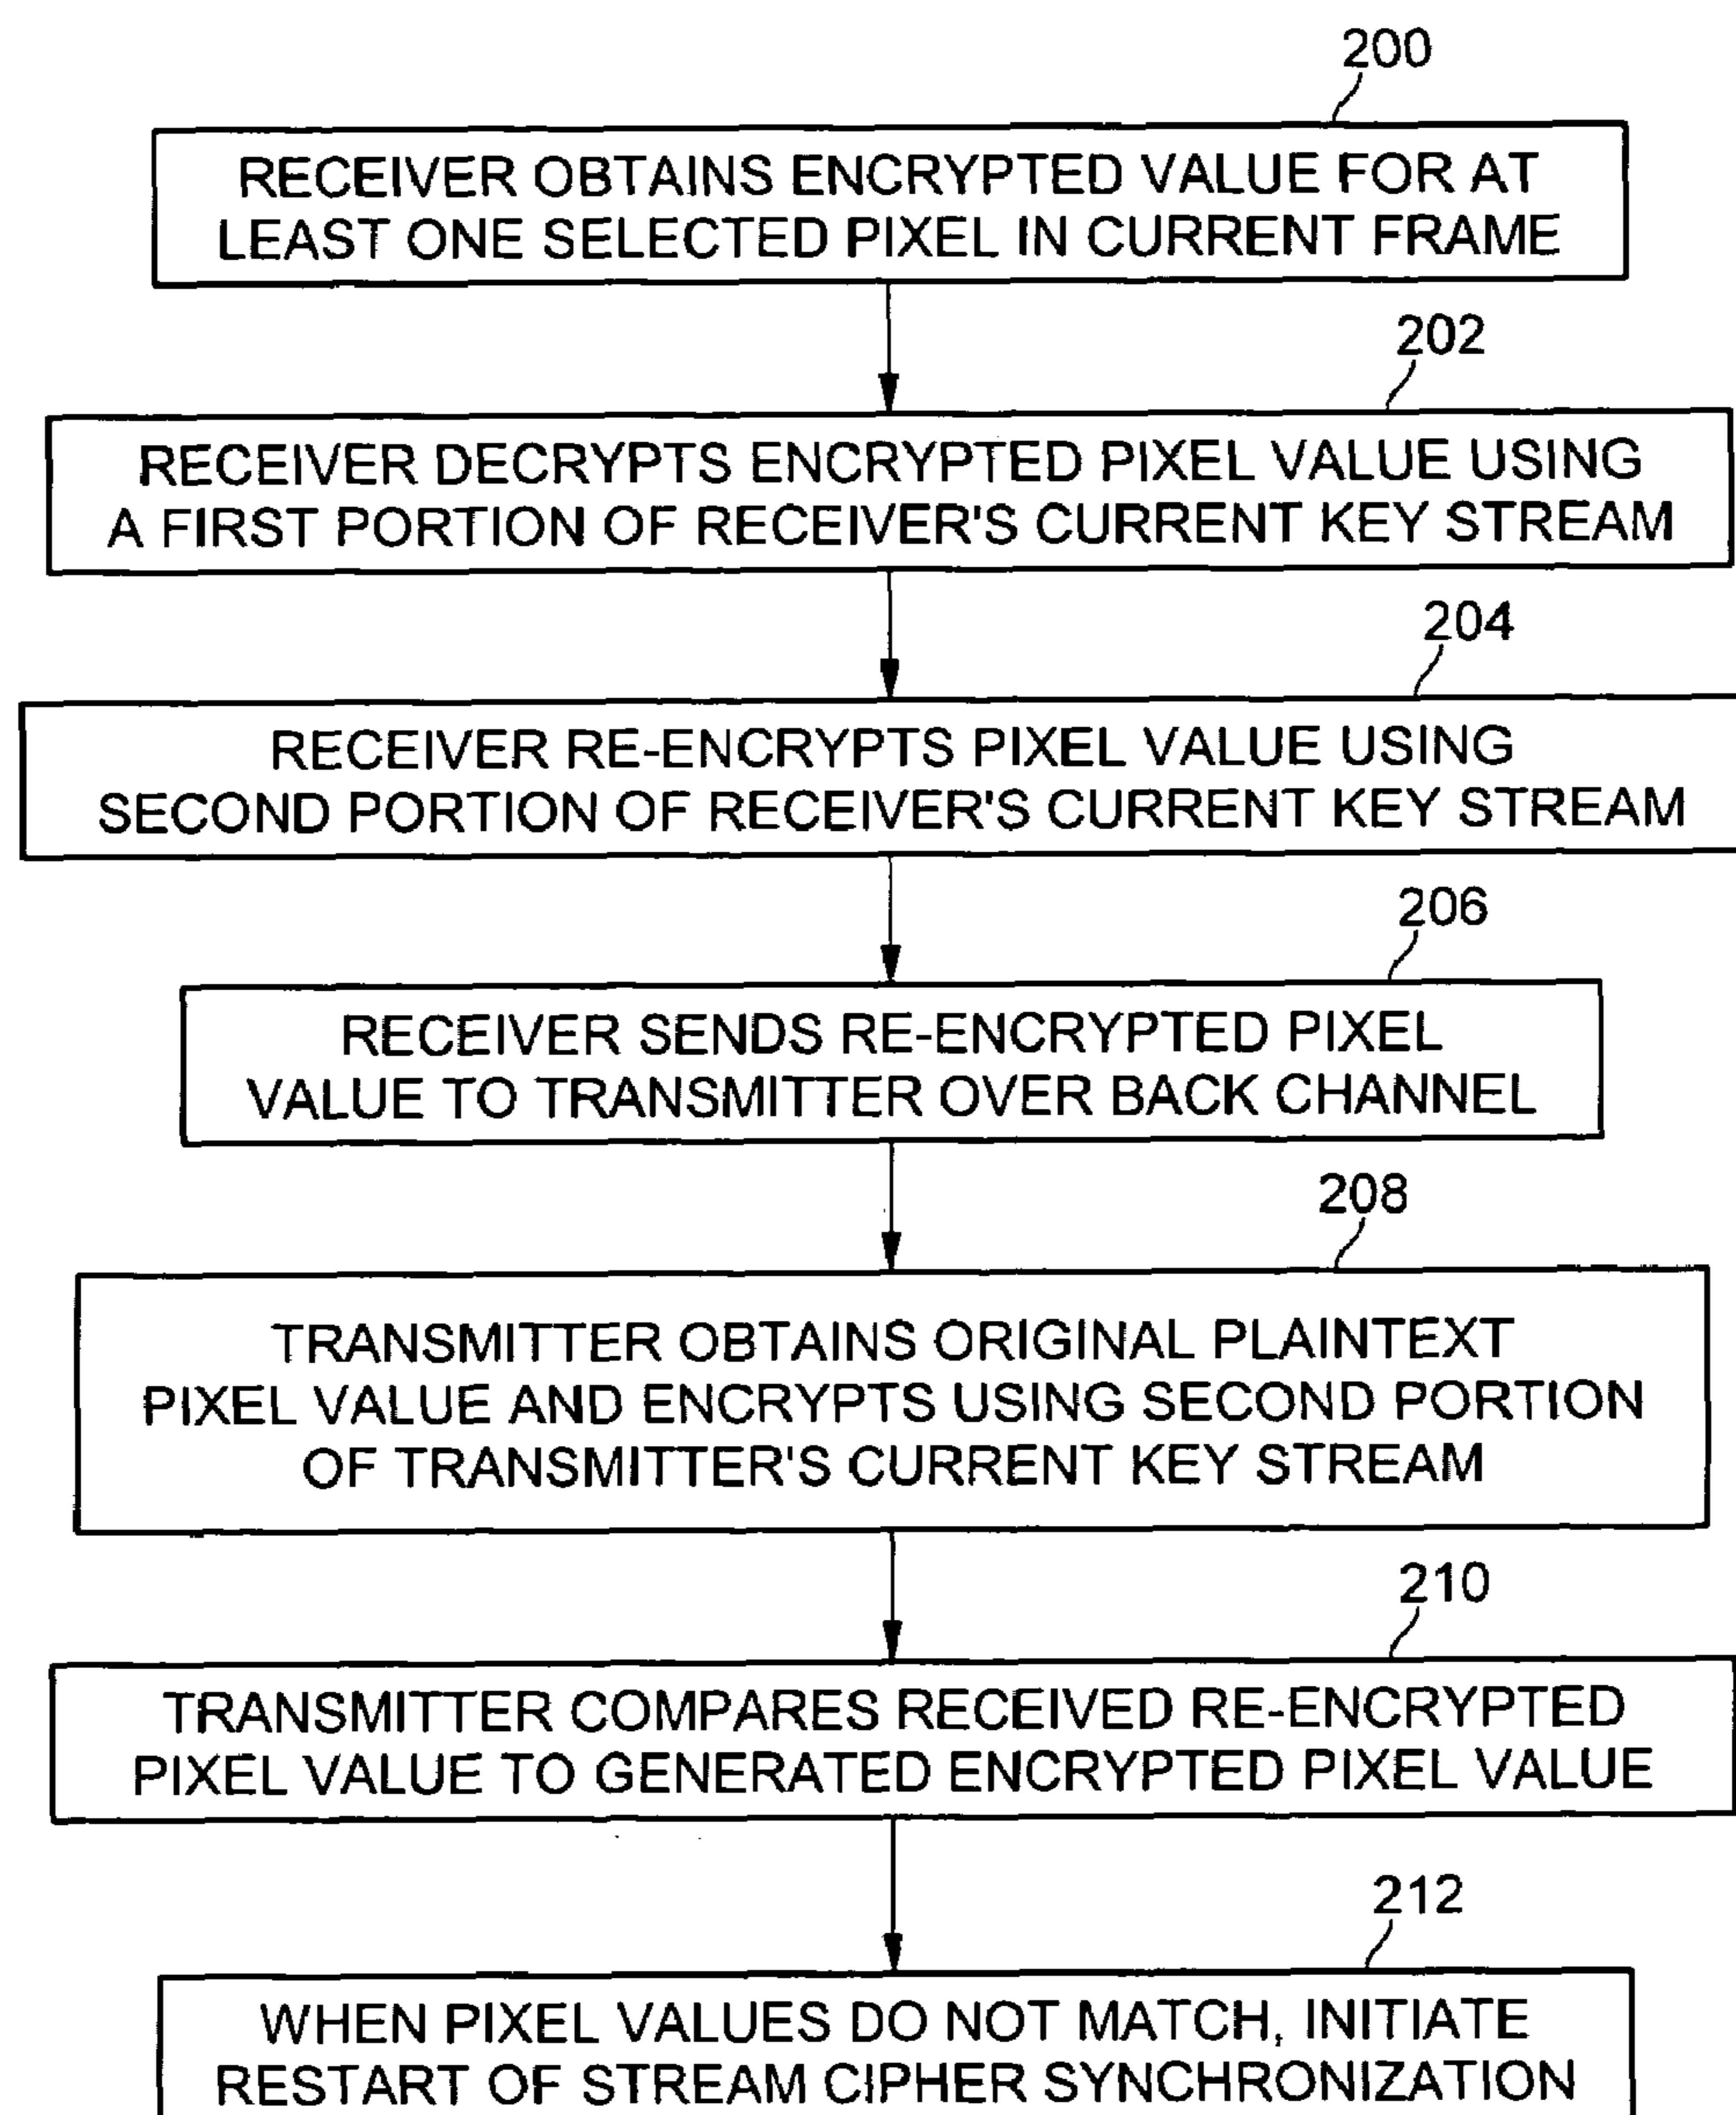 200
RECEIVER OBTAINS ENCRYPTED VALUE FOR AT
LEAST ONE SELECTED PIXEL IN CURRENT FRAME
202
RECEIVER DECRYPTS ENCRYPTED PIXEL VALUE USING
A FIRST PORTION OF RECEIVER'S CURRENT KEY STREAM
204
RECEIVER RE-ENCRYPTS PIXEL VALUE USING
SECOND PORTION OF RECEIVER'S CURRENT KEY STREAM
206
RECEIVER SENDS RE-ENCRYPTED PIXEL
VALUE TO TRANSMITTER OVER BACK CHANNEL
208
TRANSMITTER OBTAINS ORIGINAL PLAINTEXT
PIXEL VALUE AND ENCRYPTS USING SECOND PORTION
OF TRANSMITTER'S CURRENT KEY STREAM
210
TRANSMITTER COMPARES RECEIVED RE-ENCRYPTED
PIXEL VALUE TO GENERATED ENCRYPTED PIXEL VALUE
212
WHEN PIXEL VALUES DO NOT MATCH, INITIATE
RESTART OF STREAM CIPHER SYNCHRONIZATION